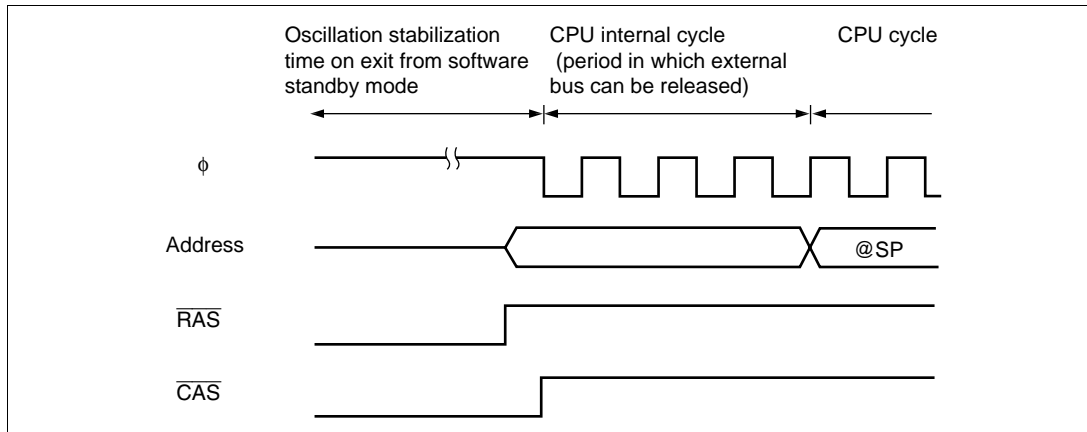 Oscillation stabilization
time on exit from software
standby mode
CPU internal cycle
(period in which external
bus can be released)
CPU cycle
ϕ
Address
@SP
RAS
CAS